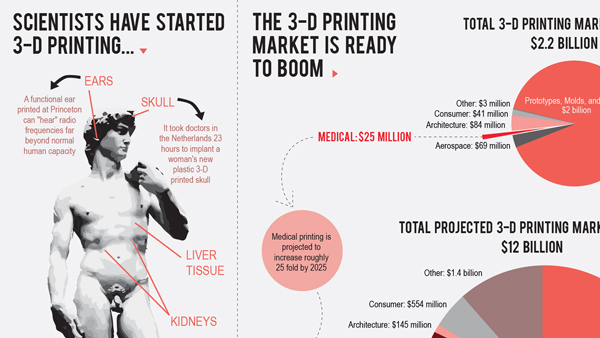 SCIENTISTS HAVE STARTED
3-D PRINTING...
EARS
A functional ear
printed at Princeton
can "hear" radio
frequencies far
beyond normal
human capacity
SKULL
It took doctors in
the Netherlands 23
hours to implant a
woman's new
plastic 3-D
printed skull
LIVER
TISSUE
KIDNEYS
THE 3-D PRINTING
MARKET IS READY
TO BOOM
MEDICAL: $25 MILLION
Medical printing is
projected to
increase roughly
25 fold by 2025
TOTAL 3-D PRINTING MAR
$2.2 BILLION
Prototypes, Molds, and
$2 billion
Other: $3 million
Consumer: $41 million
Architecture: $84 million
Aerospace: $69 million
TOTAL PROJECTED 3-D PRINTING MARK
$12 BILLION
Other: $1.4 billion
Consumer: $554 million
Architecture: $145 million